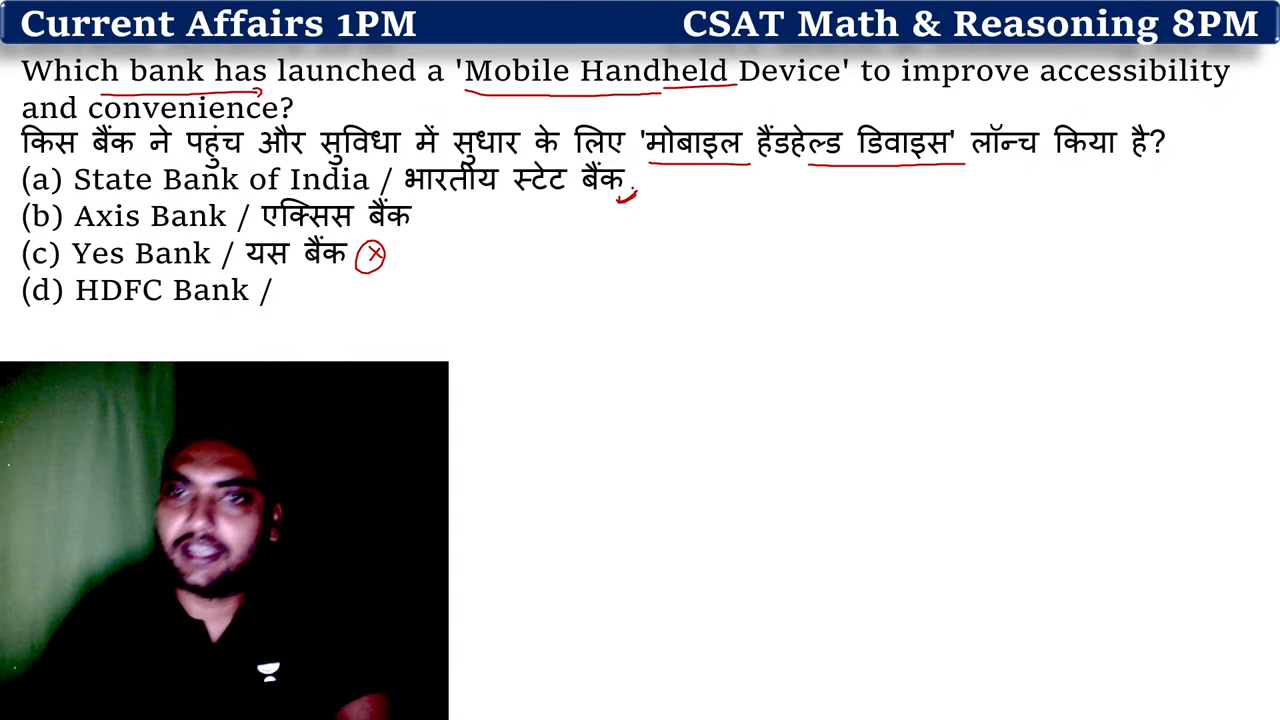 Current Affairs 1PM
CSAT Math & Reasoning 8PM
Which bank has launched a 'Mobile Handheld Device' to improve accessibility
and convenience?
किस बैंक ने पहुंच और सुविधा में सुधार के लिए 'मोबाइल हैंडहेल्ड डिवाइस' लॉन्च किया है?
(a) State Bank of India / भारतीय स्टेट बैंक
(b) Axis Bank / एक्सिस बैंक
(c) Yes Bank / यस बैंक
(d) HDFC Bank /